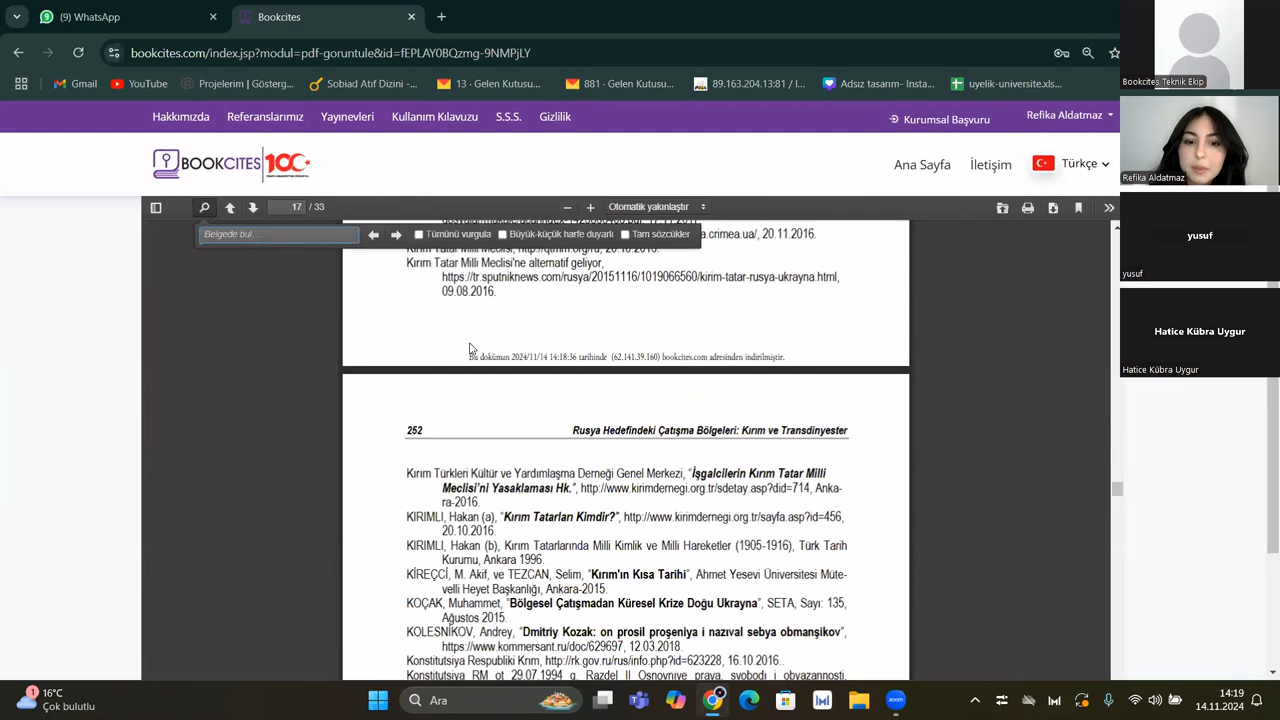 (9) WhatsApp
Bookcites
bookcites.com/index.jsp?modul=pdf-goruntule&id=fEPLAY0BQzmg-9NMPjLY
Gmail
YouTube
Projelerim | Gösterg...
Sobiad Atıf Dizini -...
13 - Gelen Kutusu...
881 - Gelen Kutusu...
89.163.204.13:81 / l...
Adsız tasarım - Insta...
uyelik-universite.xls...
Hakkımızda
Referanslarımız
Yayınevleri
Kullanım Kılavuzu
S.S.S.
Gizlilik
Kurumsal Başvuru
Refika Aldatmaz
BOOKCITES
Ana Sayfa
İletişim
Türkçe
17 / 33
Otomatik yakınlaştır
Belgede bul...
Tümünü vurgula
Büyük-küçük harfe duyarlı
Tam sözcükler
a.crimea.ua/, 20.11.2016.
Kırım Tatar Milli Meclisi'ne alternatif geliyor,
https://tr.sputniknews.com/rusya/20151116/1019066560/kirim-tatar-rusya-ukrayna.html,
09.08.2016.
Bu doküman 2024/11/14 14:18:36 tarihinde (62.141.39.160) bookcites.com adresinden indirilmiştir.
252
Rusya Hedefindeki Çatışma Bölgeleri: Kırım ve Transdinyester
Kırım Türkleri Kültür ve Yardımlaşma Derneği Genel Merkezi, “İşgalcilerin Kırım Tatar Milli
Meclisi'ni Yasaklaması Hk.”, http://www.kirimdernegi.org.tr/sdetay.asp?did=714, Anka-
ra-2016.
KIRIMLI, Hakan (a), “Kırım Tatarları Kimdir?”, http://www.kirimdernegi.org.tr/sayfa.asp?id=456,
20.10.2016.
KIRIMLI, Hakan (b), Kırım Tatarlarında Milli Kimlik ve Milli Hareketler (1905-1916), Türk Tarih
Kurumu, Ankara 1996.
KİREÇCİ, M. Akif, ve TEZCAN, Selim, “Kırım'ın Kısa Tarihi”, Ahmet Yesevi Üniversitesi Müte-
velli Heyet Başkanlığı, Ankara-2015.
KOÇAK, Muhammet, “Bölgesel Çatışmadan Küresel Krize Doğu Ukrayna”, SETA, Sayı: 135,
Ağustos 2015.
KOLESNİKOV, Andrey, “Dmitriy Kozak: on prosil proşeniya i nazıval sebya obmanşikov”,
https://www.kommersant.ru/doc/629697, 12.03.2018.
Konstitutsiya Respubliki Krım, http://rk.gov.ru/rus/info.php?id=623228, 16.10.2016..
Konstitutsiya RM ot 29.07.1994 g. Razdel II Osnovnıye prava, svobodı i obyazannosti,
Bookcites Teknik Ekip
Refika Aldatmaz
yusuf
yusuf
Hatice Kübra Uygur
Hatice Kübra Uygur
16°C
Çok bulutlu
Ara
zoom
14:19
14.11.2024